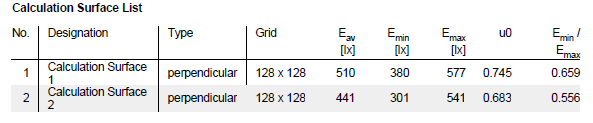 Calculation Surface List
No. Designation Type Grid Eav Emin Emax u0 Emin /
[lx] [lx] [lx] Emax
1 Calculation Surface 1 perpendicular 128 x 128 510 380 577 0.745 0.659
2 Calculation Surface 2 perpendicular 128 x 128 441 301 541 0.683 0.556